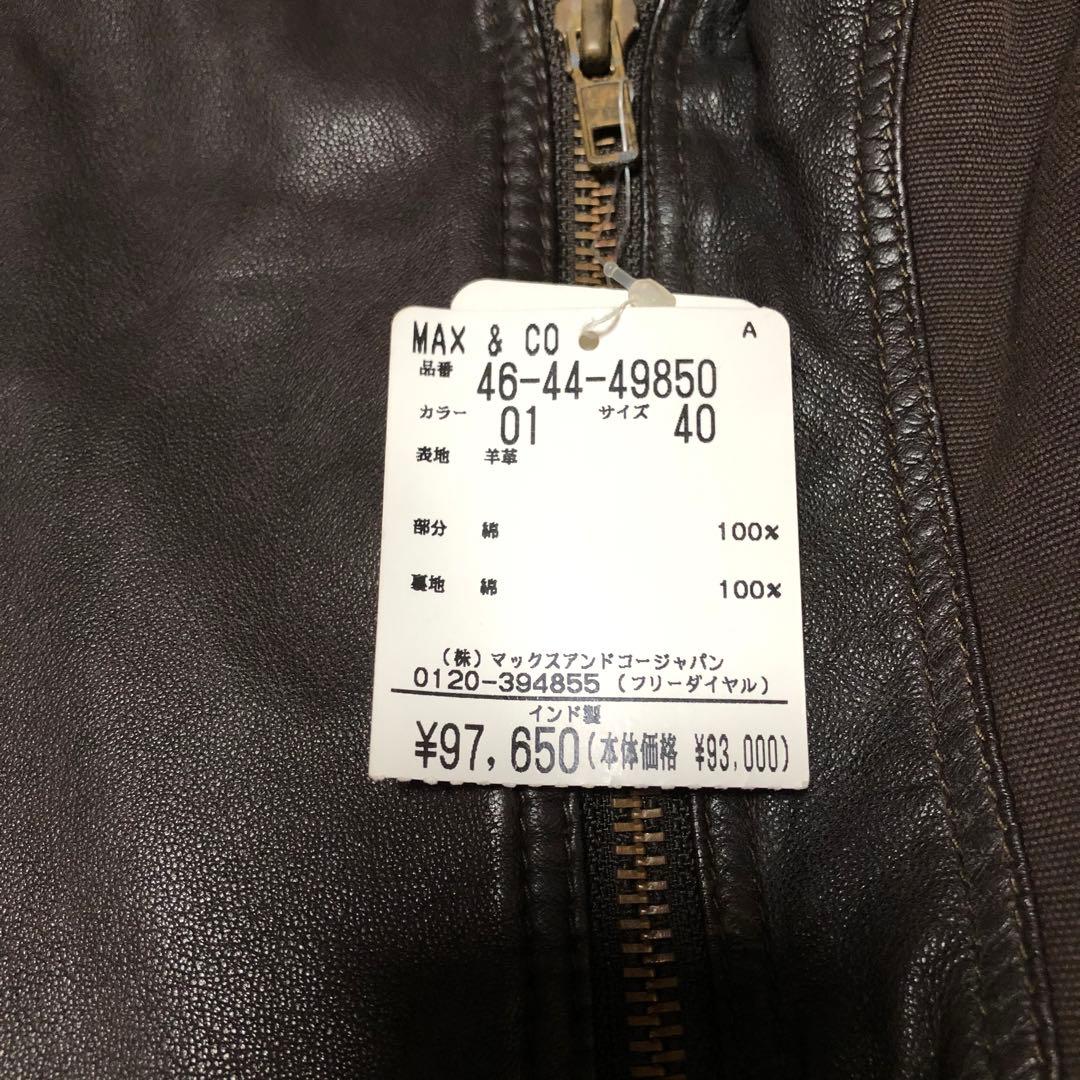 MAX & CO A
品番 46-44-49850
カラー 01 サイズ 40
表地 羊革
部分 綿 100%
裏地 綿 100%
(株)マックスアンドコージャパン
0120-394855 (フリーダイヤル)
インド製
¥97,650(本体価格 ¥93,000)